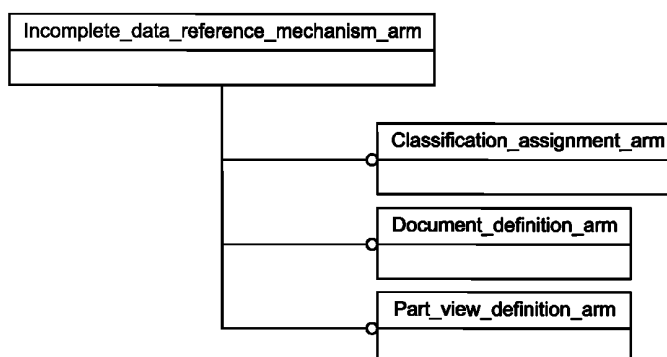 Incomplete_data_reference_mechanism_arm
Classification_assignment_arm
Document_definition_arm
Part_view_definition_arm